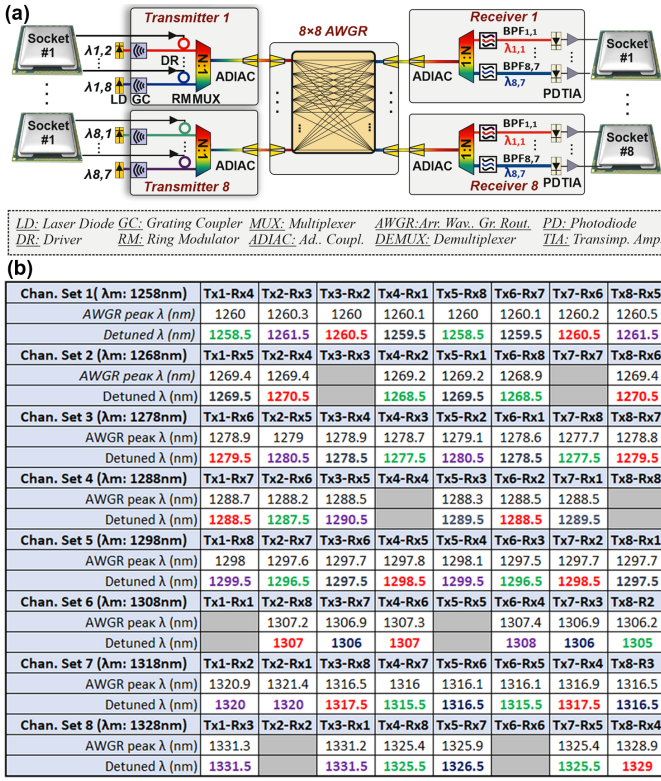 (a)
Transmitter 1
8×8 AWGR
Receiver 1
Socket #1
λ1,2
λ1,8
LD GC
DR
RM MUX
N:1
ADIAC
ADIAC
1:N
BPF1,1
λ1,1
BPF8,7
λ8,7
PD TIA
Socket #1
Socket #1
λ8,1
λ8,7
N:1
ADIAC
Transmitter 8
ADIAC
1:N
BPF1,1
λ1,1
BPF8,7
λ8,7
PD TIA
Receiver 8
Socket #8
LD: Laser Diode GC: Grating Coupler MUX: Multiplexer AWGR:Arr. Wav.. Gr. Rout. PD: Photodiode
DR: Driver RM: Ring Modulator ADIAC: Ad.. Coupl. DEMUX: Demultiplexer TIA: Transimp. Amp.
(b)
Chan. Set 1( λm: 1258nm) Tx1-Rx4 Tx2-Rx3 Tx3-Rx2 Tx4-Rx1 Tx5-Rx8 Tx6-Rx7 Tx7-Rx6 Tx8-Rx5
AWGR peaк λ (nm) 1260 1260.3 1260 1260.1 1260 1260.1 1260.2 1260.5
Detuned λ (nm) 1258.5 1261.5 1260.5 1259.5 1258.5 1259.5 1260.5 1261.5
Chan. Set 2 (λm: 1268nm) Tx1-Rx5 Tx2-Rx4 Tx3-Rx3 Tx4-Rx2 Tx5-Rx1 Tx6-Rx8 Tx7-Rx7 Tx8-Rx6
AWGR peaк λ (nm) 1269.4 1269.4 1269.2 1269.2 1268.9 1269.4
Detuned λ (nm) 1269.5 1270.5 1268.5 1269.5 1268.5 1270.5
Chan. Set 3 (λm: 1278nm) Tx1-Rx6 Tx2-Rx5 Tx3-Rx4 Tx4-Rx3 Tx5-Rx2 Tx6-Rx1 Tx7-Rx8 Tx8-Rx7
AWGR peaк λ (nm) 1278.9 1279 1278.9 1278.7 1279.1 1278.6 1277.7 1278.8
Detuned λ (nm) 1279.5 1280.5 1278.5 1277.5 1280.5 1278.5 1277.5 1279.5
Chan. Set 4 (λm: 1288nm) Tx1-Rx7 Tx2-Rx6 Tx3-Rx5 Tx4-Rx4 Tx5-Rx3 Tx6-Rx2 Tx7-Rx1 Tx8-Rx8
AWGR peaк λ (nm) 1288.7 1288.2 1288.5 1288.3 1288.5 1288.5
Detuned λ (nm) 1288.5 1287.5 1290.5 1289.5 1288.5 1289.5
Chan. Set 5 (λm: 1298nm) Tx1-Rx8 Tx2-Rx7 Tx3-Rx6 Tx4-Rx5 Tx5-Rx4 Tx6-Rx3 Tx7-Rx2 Tx8-Rx1
AWGR peaк λ (nm) 1298 1297.6 1297.7 1297.8 1298.1 1297.5 1297.7 1297.7
Detuned λ (nm) 1299.5 1296.5 1297.5 1298.5 1299.5 1296.5 1298.5 1297.5
Chan. Set 6 (λm: 1308nm) Tx1-Rx1 Tx2-Rx8 Tx3-Rx7 Tx4-Rx6 Tx5-Rx5 Tx6-Rx4 Tx7-Rx3 Tx8-R2
AWGR peaк λ (nm) 1307.2 1306.9 1307.3 1307.4 1306.9 1306.2
Detuned λ (nm) 1307 1306 1307 1308 1306 1305
Chan. Set 7 (λm: 1318nm) Tx1-Rx2 Tx2-Rx1 Tx3-Rx8 Tx4-Rx7 Tx5-Rx6 Tx6-Rx5 Tx7-Rx4 Tx8-R3
AWGR peaк λ (nm) 1320.9 1321.4 1316.5 1316 1316.1 1316.1 1316.9 1316.5
Detuned λ (nm) 1320 1320 1317.5 1315.5 1316.5 1315.5 1317.5 1316.5
Chan. Set 8 (λm: 1328nm) Tx1-Rx3 Tx2-Rx2 Tx3-Rx1 Tx4-Rx8 Tx5-Rx7 Tx6-Rx6 Tx7-Rx5 Tx8-Rx4
AWGR peaк λ (nm) 1331.3 1331.2 1325.4 1325.9 1325.4 1328.9
Detuned λ (nm) 1331.5 1331.5 1325.5 1326.5 1325.5 1329